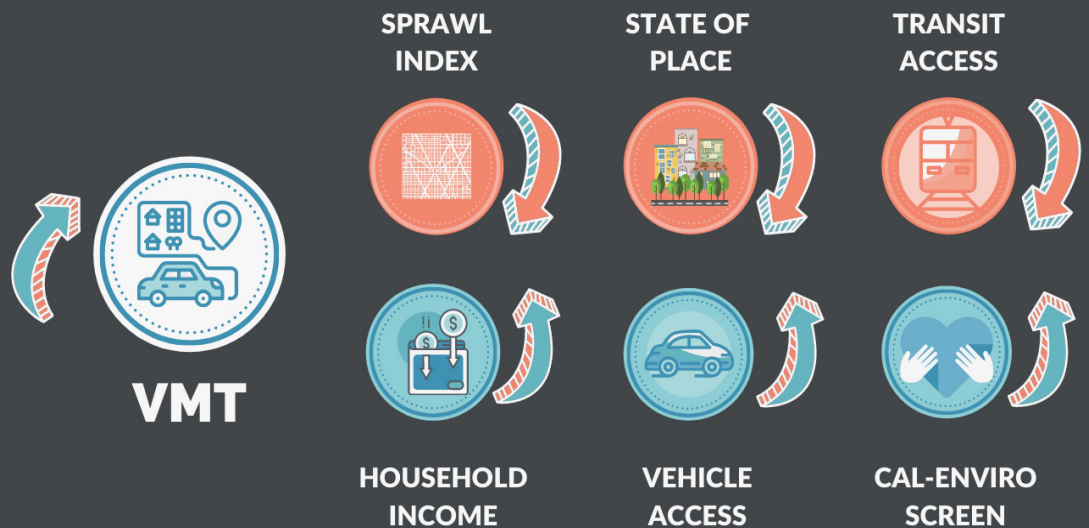 SPRAWL
INDEX
STATE OF
PLACE
TRANSIT
ACCESS
VMT
HOUSEHOLD
INCOME
VEHICLE
ACCESS
CAL-ENVIRO
SCREEN